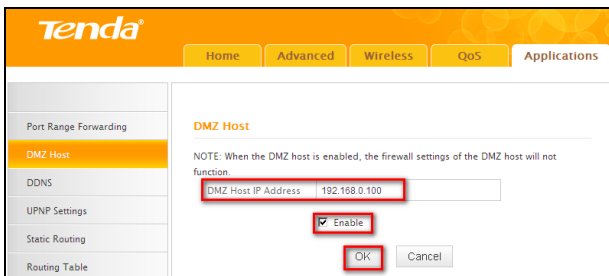 Tenda®
Home Advanced Wireless QoS Applications
Port Range Forwarding
DMZ Host
DDNS
UPNP Settings
Static Routing
Routing Table
DMZ Host
NOTE: When the DMZ host is enabled, the firewall settings of the DMZ host will not
function.
DMZ Host IP Address 192.168.0.100
Enable
OK Cancel